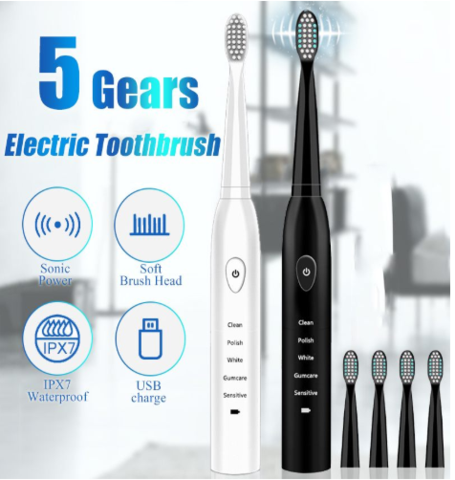 5 Gears
Electric Toothbrush
Sonic
Power
Soft
Brush Head
IPX7
IPX7
Waterproof
USB
charge
Clean
Polish
White
Gumcare
Sensitive
Clean
Polish
White
Gumcare
Sensitive